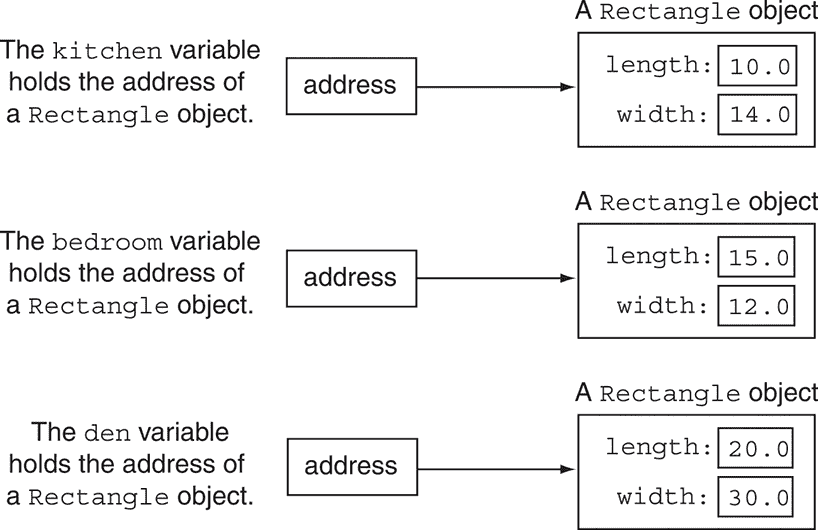 A Rectangle object
The kitchen variable
holds the address of
a Rectangle object.
address
length: 10.0
width: 14.0
A Rectangle object
The bedroom variable
holds the address of
a Rectangle object.
address
length: 15.0
width: 12.0
A Rectangle object
The den variable
holds the address of
a Rectangle object.
address
length: 20.0
width: 30.0